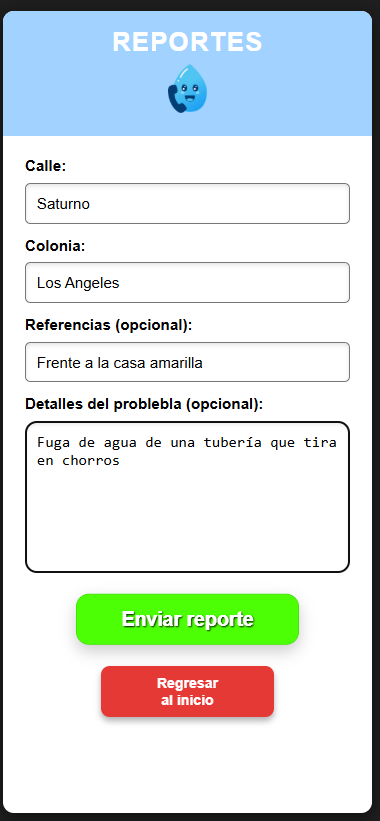 REPORTES
Calle:
Saturno
Colonia:
Los Angeles
Referencias (opcional):
Frente a la casa amarilla
Detalles del problebla (opcional):
Fuga de agua de una tubería que tira
en chorros
Enviar reporte
Regresar
al inicio